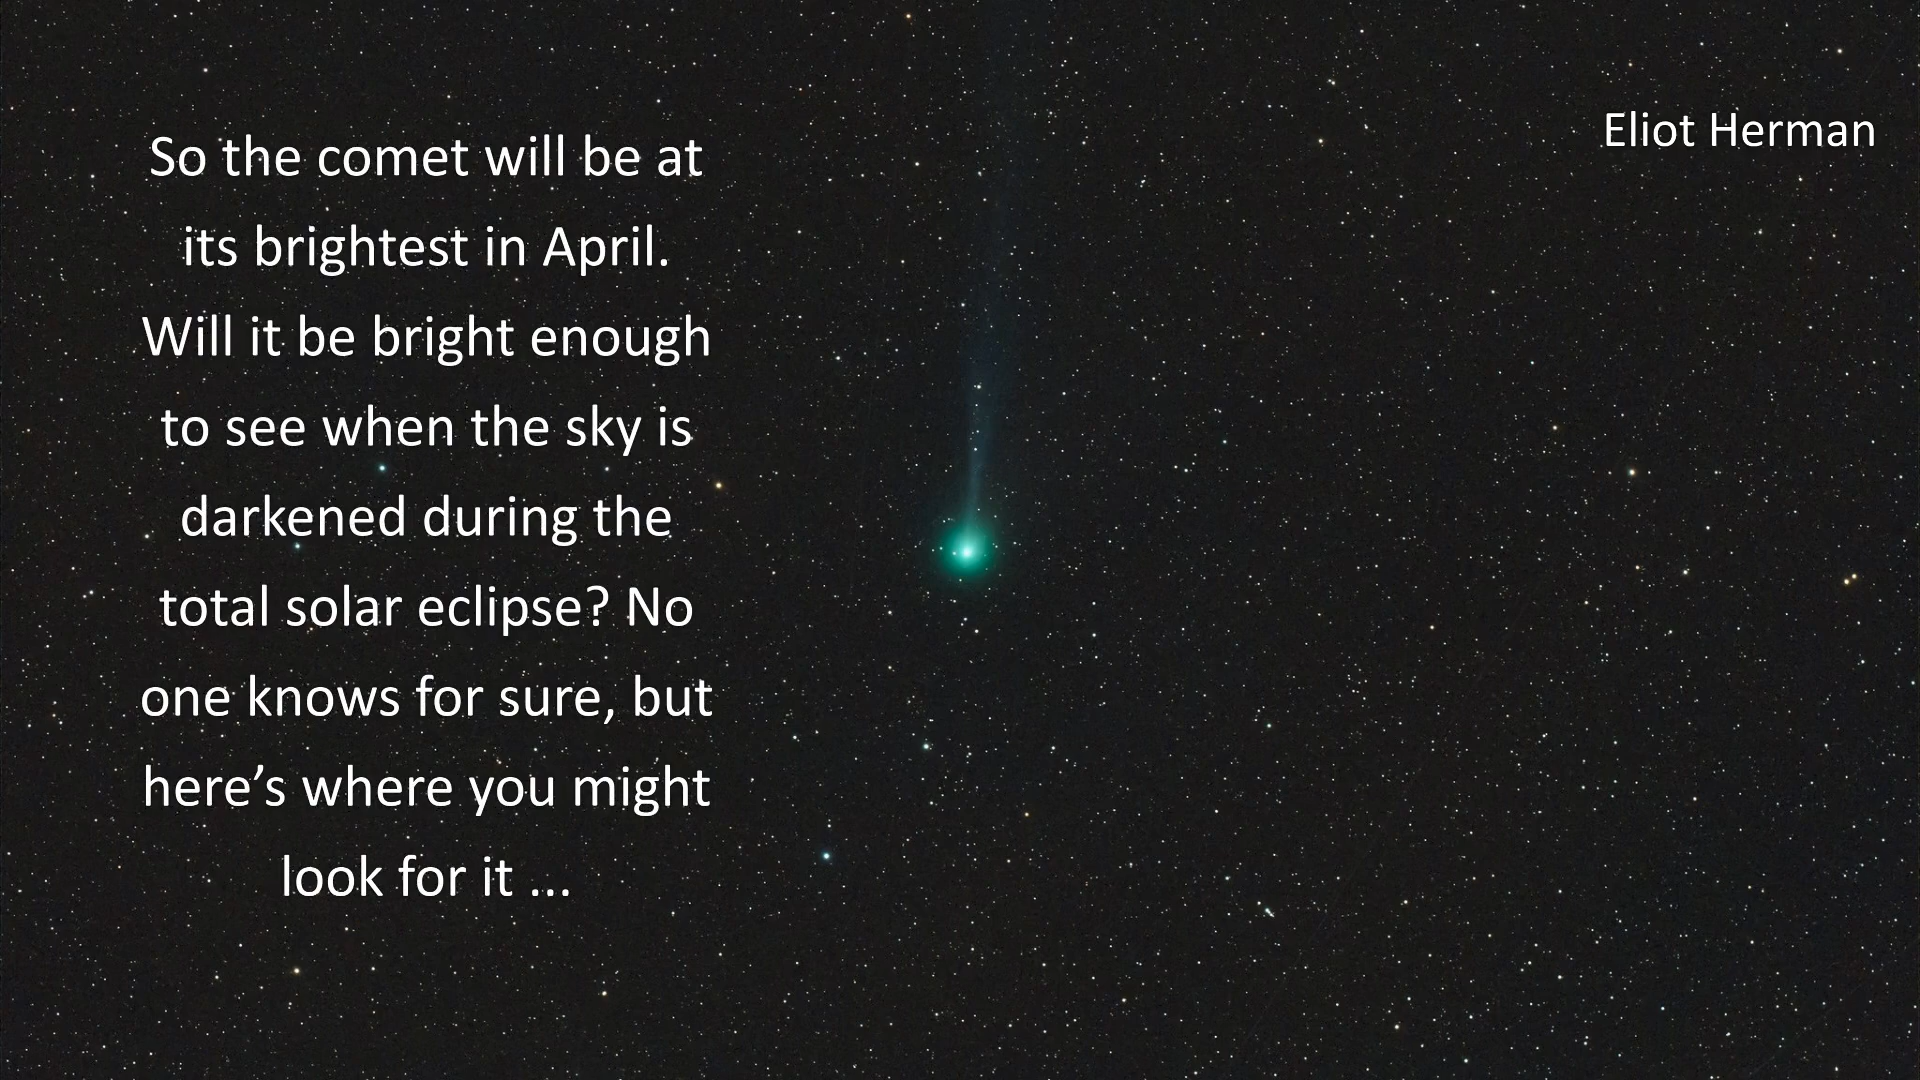 So the comet will be at
its brightest in April.
Will it be bright enough
to see when the sky is
darkened during the
total solar eclipse? No
one knows for sure, but
here’s where you might
look for it ...
Eliot Herman